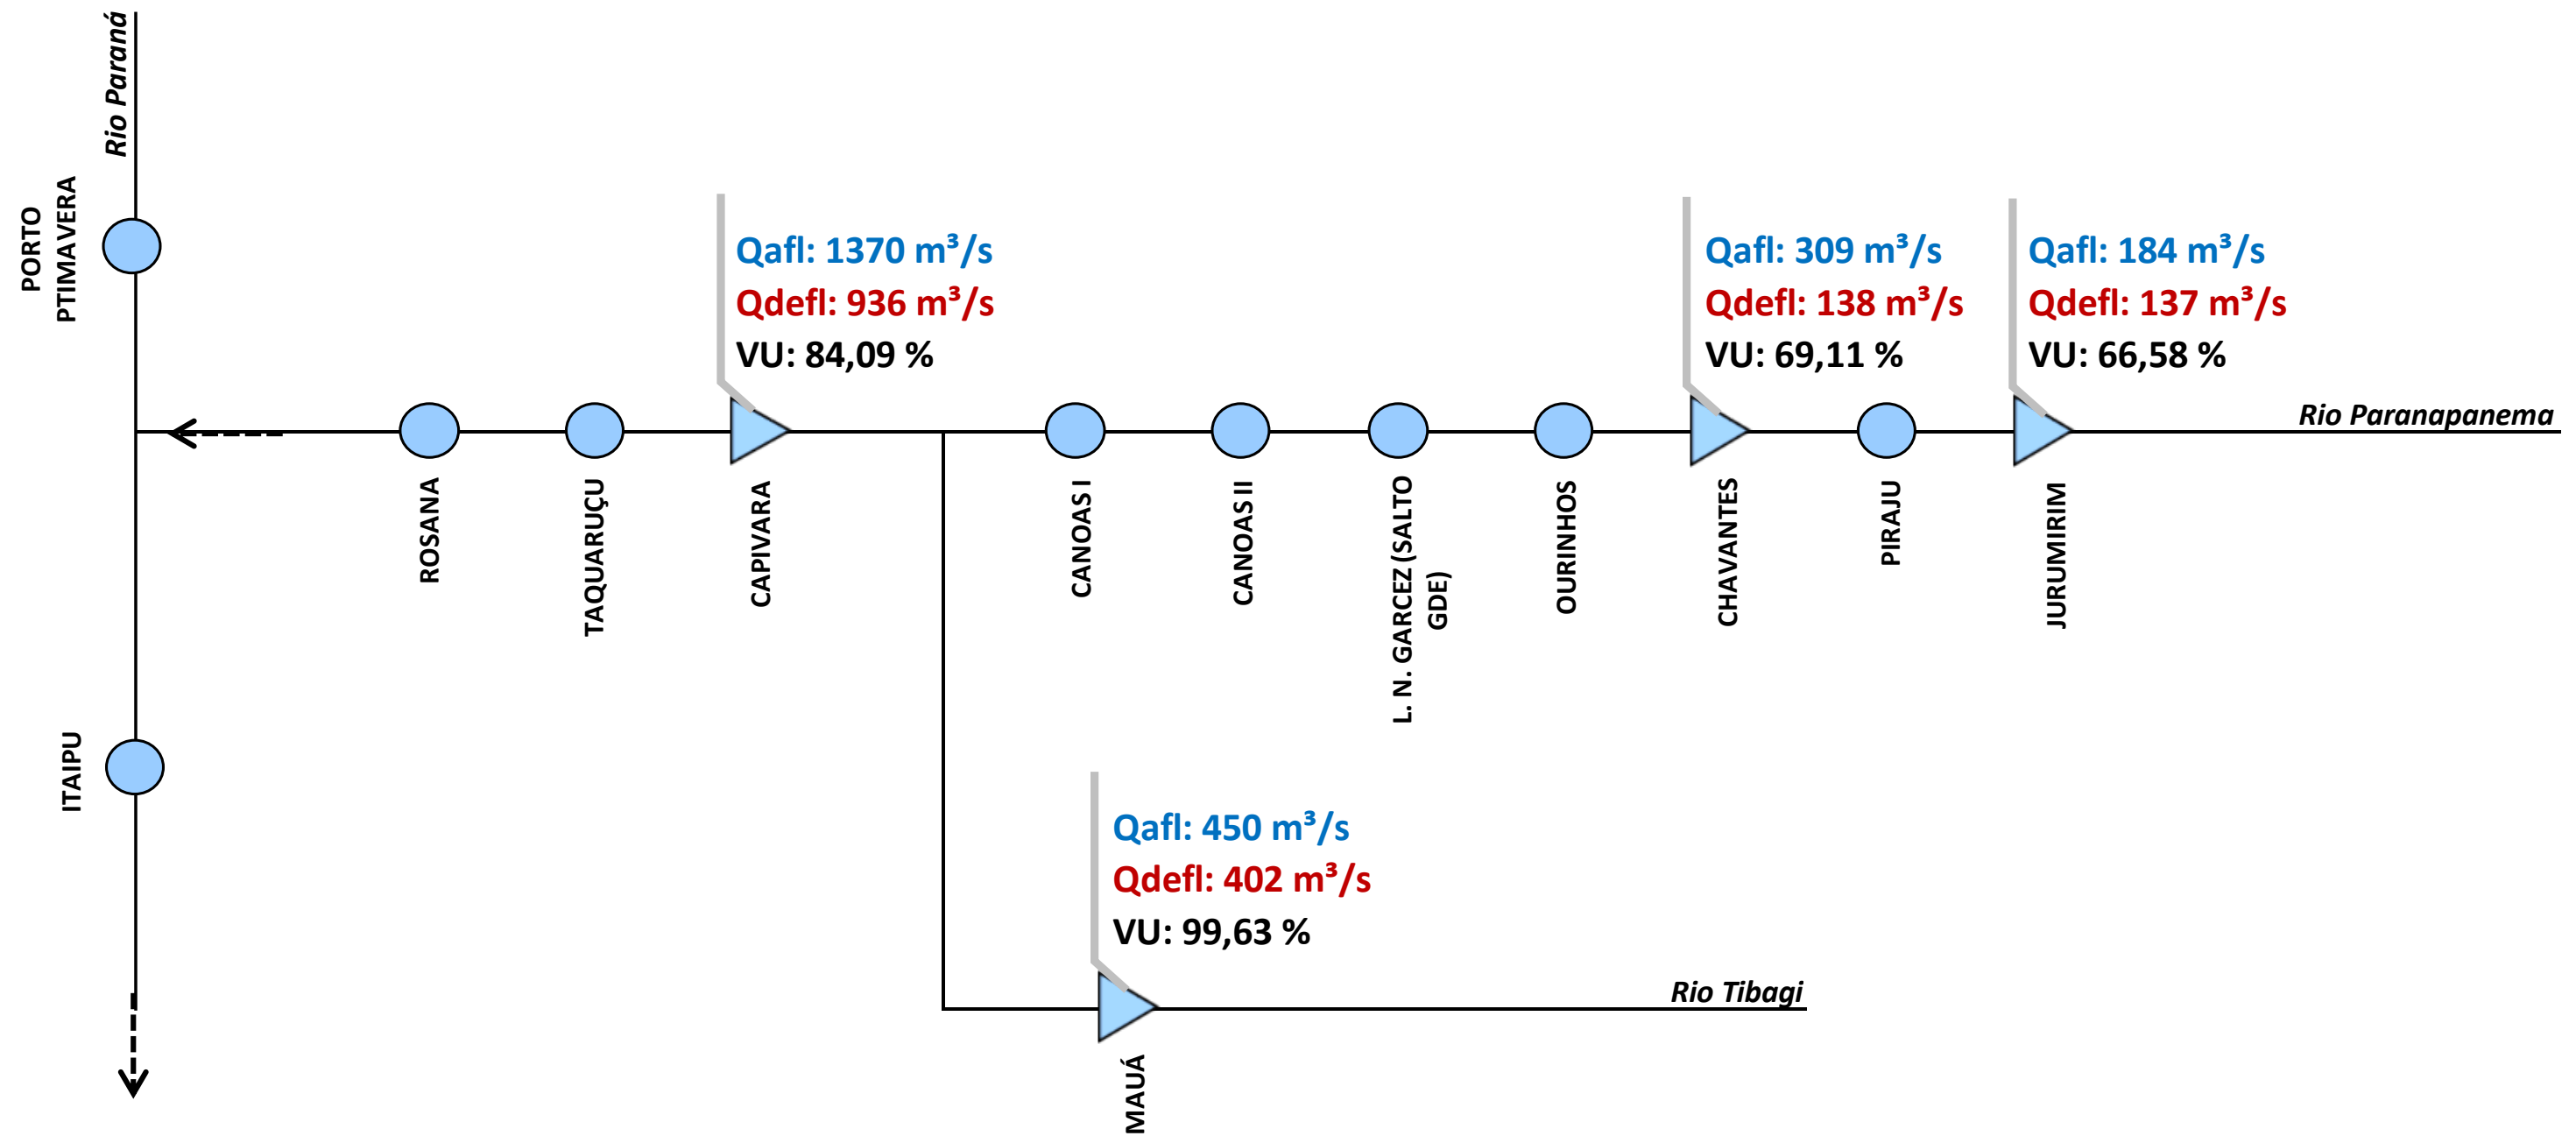 Rio Paraná
PORTO
PTIMAVERA
Qafl: 1370 m³/s
Qdefl: 936 m³/s
VU: 84,09 %
Qafl: 309 m³/s
Qdefl: 138 m³/s
VU: 69,11 %
Qafl: 184 m³/s
Qdefl: 137 m³/s
VU: 66,58 %
Rio Paranapanema
ROSANA
TAQUARUÇU
CAPIVARA
CANOAS I
CANOAS II
L. N. GARCEZ (SALTO
GDE)
OURINHOS
CHAVANTES
PIRAJU
JURUMIRIM
ITAIPU
Qafl: 450 m³/s
Qdefl: 402 m³/s
VU: 99,63 %
Rio Tibagi
MAUÁ